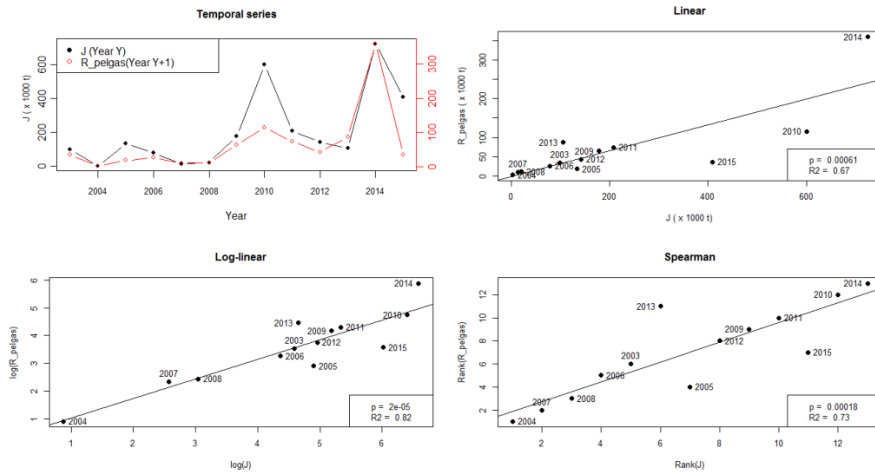 Temporal series
J (Year Y)
R_pelgas(Year Y+1)
J ( x 1000 t)
0 200 400 600
0 100 200 300
2004 2006 2008 2010 2012 2014
Year
Linear
R_pelgas ( x 1000 t)
0 50 100 200 300
2014
2010
2013
2009
2011
2003
2012
2007
2006
2015
2005
2008
2004
p = 0.00061
R2 = 0.67
0 200 400 600
J ( x 1000 t)
Log-linear
log(R_pelgas)
1 2 3 4 5 6
2014
2010
2013
2009
2011
2003
2012
2015
2006
2005
2007
2008
2004
p = 2e-05
R2 = 0.82
1 2 3 4 5 6
log(J)
Spearman
Rank(R_pelgas)
2 4 6 8 10 12
2014
2010
2013
2011
2009
2012
2015
2003
2006
2005
2008
2007
2004
p = 0.00018
R2 = 0.73
2 4 6 8 10 12
Rank(J)